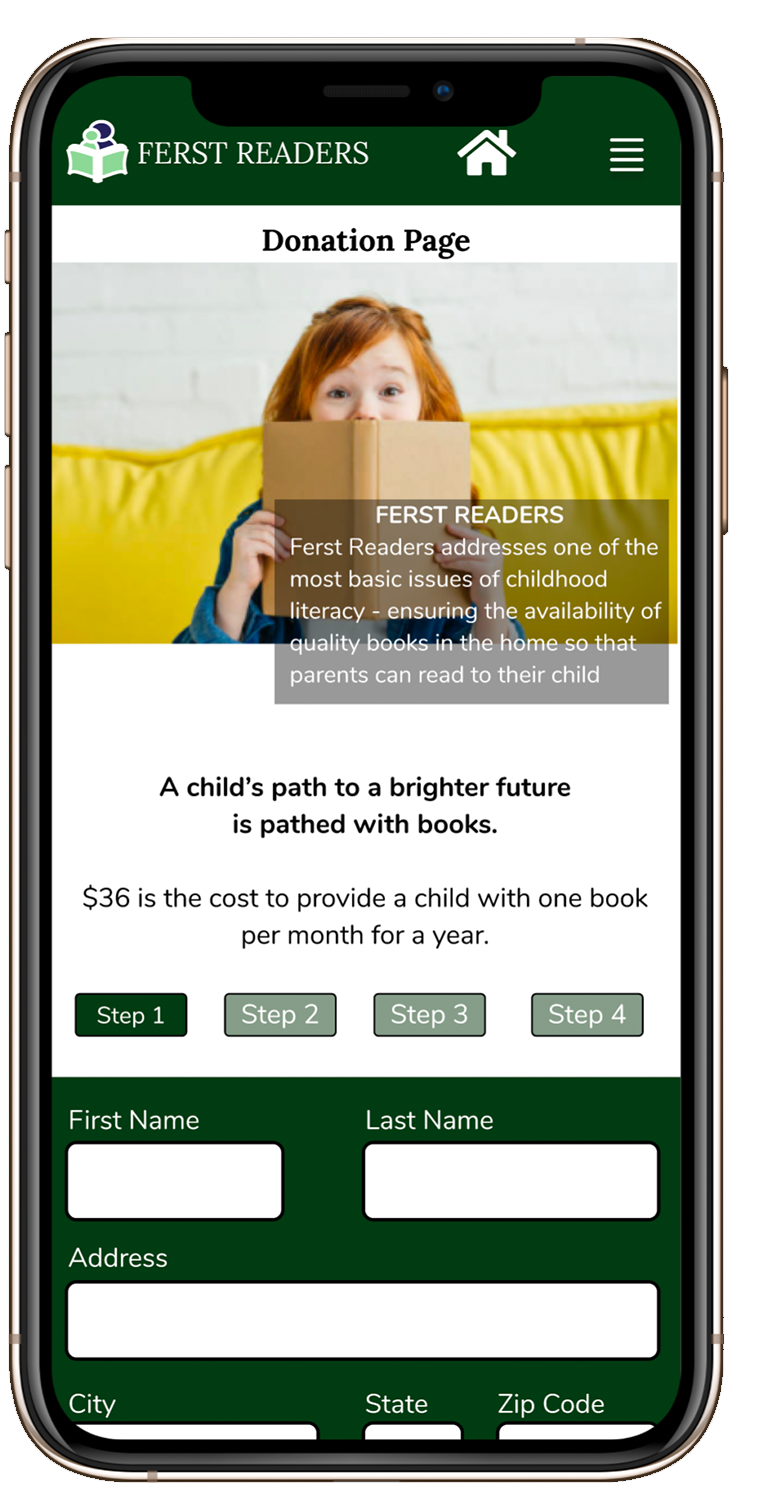 FERST READERS
Donation Page
FERST READERS
Ferst Readers addresses one of the
most basic issues of childhood
literacy - ensuring the availability of
quality books in the home so that
parents can read to their child
A child's path to a brighter future
is pathed with books.
$36 is the cost to provide a child with one book
per month for a year.
Step 1 Step 2 Step 3 Step 4
First Name Last Name
Address
City State Zip Code